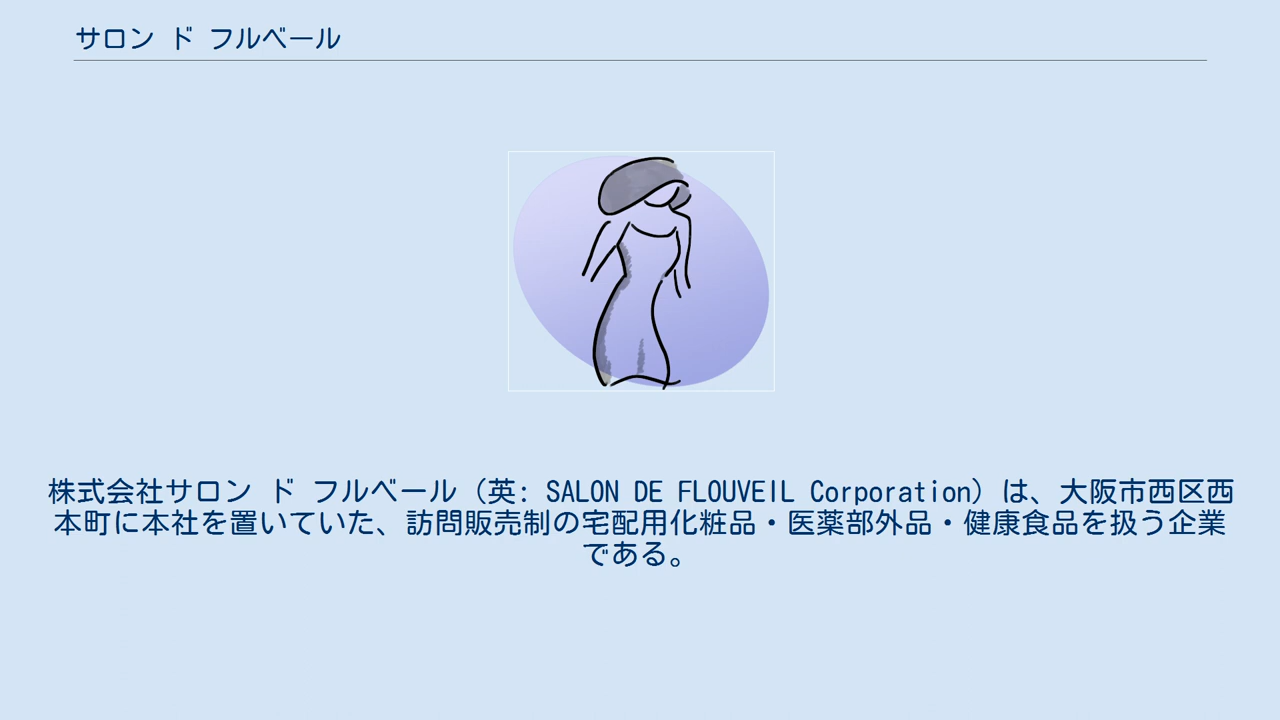 サロン ド フルベール
株式会社サロン ド フルベール（英: SALON DE FLOUVEIL Corporation）は、大阪市西区西
本町に本社を置いていた、訪問販売制の宅配用化粧品・医薬部外品・健康食品を扱う企業
である。